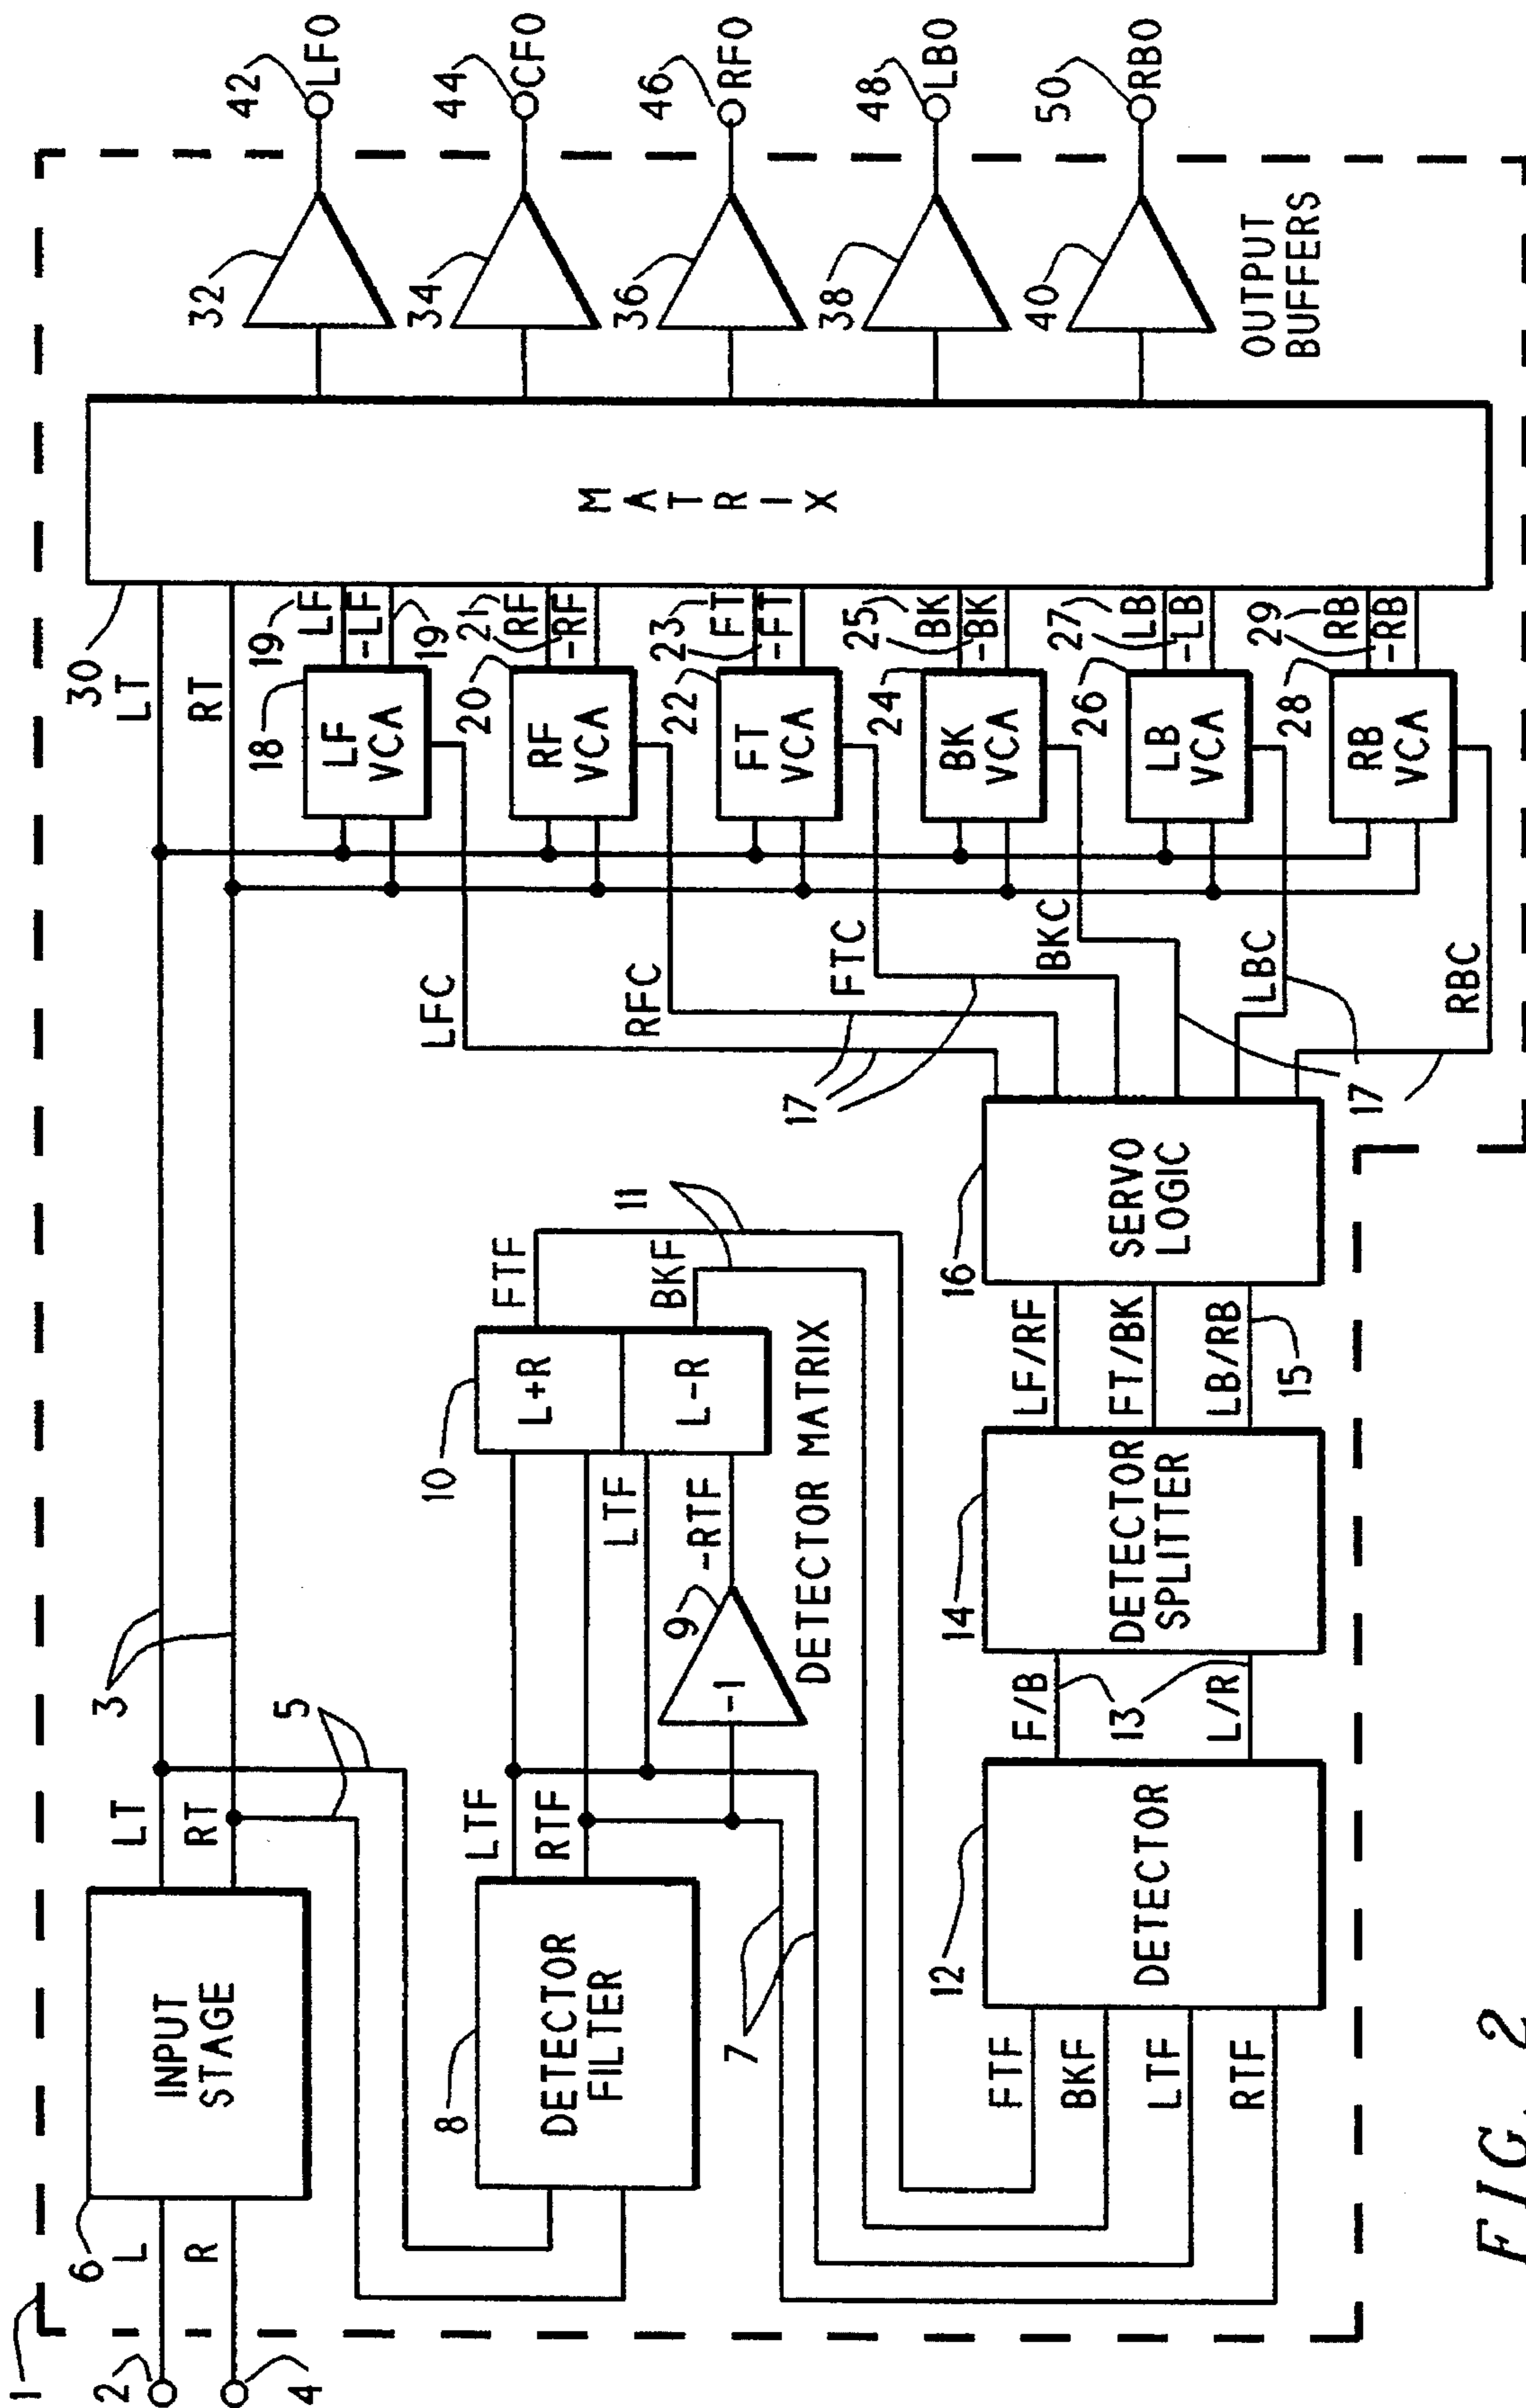 1
2
4
6
L
R
INPUT
STAGE
LT
RT
3
5
LT
RT
30
8
DETECTOR
FILTER
LTF
RTF
7
9
-1
LTF
-RTF
10
L+R
L-R
DETECTOR MATRIX
FTF
BKF
11
FTF
BKF
LTF
RTF
12
DETECTOR
F/B
13
L/R
14
DETECTOR
SPLITTER
LF/RF
FT/BK
LB/RB
15
16
SERVO
LOGIC
17
17
LFC
RFC
FTC
BKC
LBC
RBC
18
LF
VCA
19
LF
-LF
19
20
RF
VCA
21
RF
-RF
22
FT
VCA
23
FT
-FT
24
BK
VCA
25
BK
-BK
26
LB
VCA
27
LB
-LB
28
RB
VCA
29
RB
-RB
MATRIX
32
34
36
38
40
OUTPUT
BUFFERS
42
LFO
44
CFO
46
RFO
48
LBO
50
RBO
FIG. 2